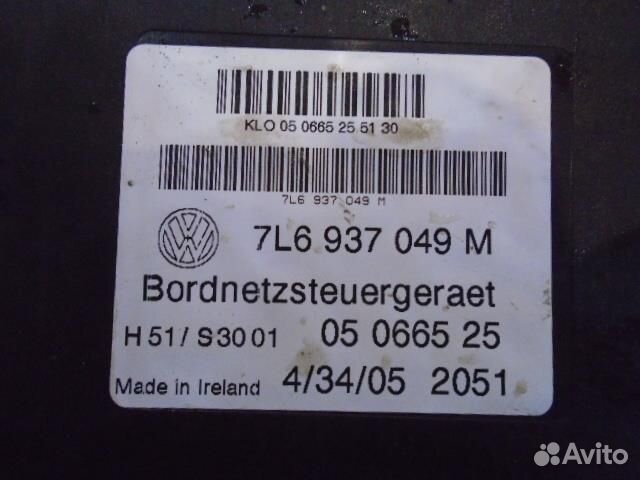 KLO 05 0665 25 51 30
7L6 937 049 M
7L6 937 049 M
Bordnetzsteuergeraet
H 51 / S30 01 05 0665 25
Made in Ireland 4/34/05 2051
Avito